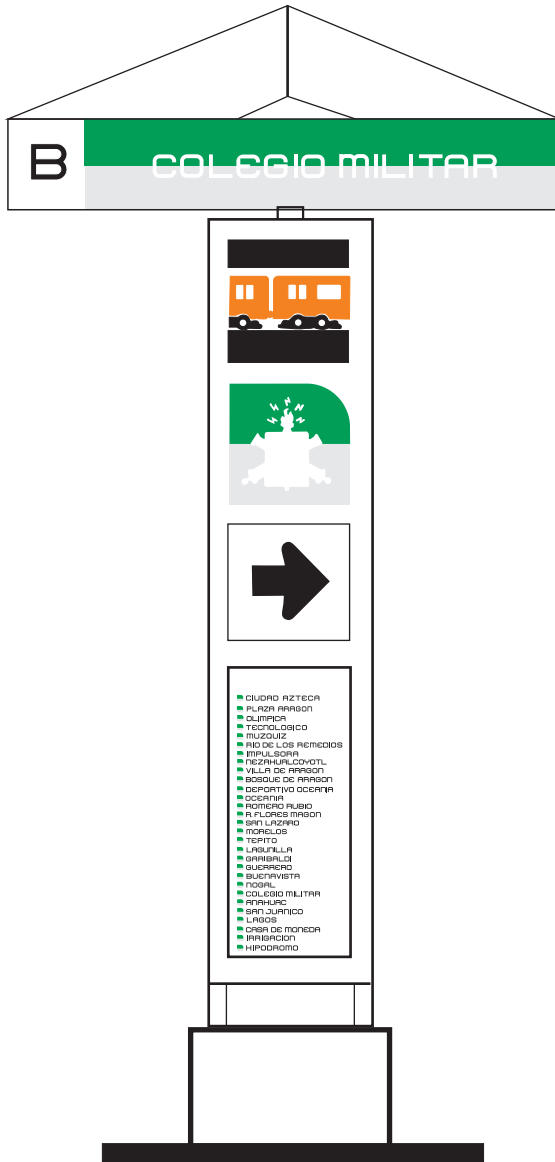 B COLEGIO MILITAR
CIUDAD AZTECA
PLAZA ARAGON
OLIMPICA
TECNOLOGICO
MUZQUIZ
RIO DE LOS REMEDIOS
IMPULSORA
NEZAHUALCOYOTL
VILLA DE ARAGON
BOSQUE DE ARAGON
DEPORTIVO OCEANIA
OCEANIA
ROMERO RUBIO
R. FLORES MAGON
SAN LAZARO
MORELOS
TEPITO
LAGUNILLA
GARIBALDI
GUERRERO
BUENAVISTA
NOGAL
COLEGIO MILITAR
ANAHUAC
SAN JUANICO
LAGOS
CASA DE MONEDA
IRRIGACION
HIPODROMO